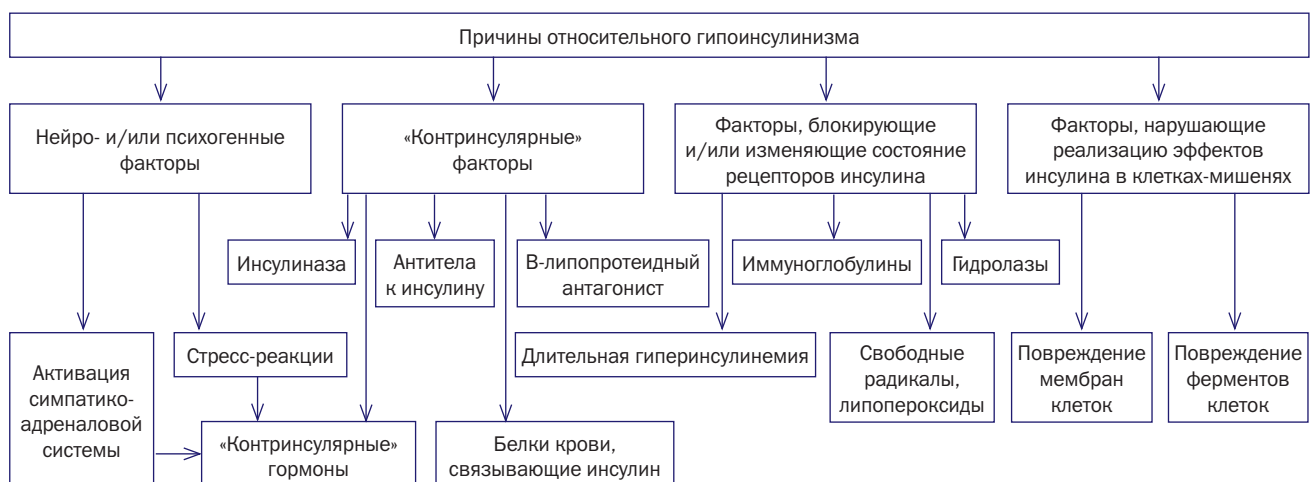 Причины относительного гипоинсулинизма
Нейро- и/или психогенные
факторы
«Контринсулярные»
факторы
Факторы, блокирующие
и/или изменяющие состояние
рецепторов инсулина
Факторы, нарушающие
реализацию эффектов
инсулина в клетках-мишенях
Инсулиназа
Антитела
к инсулину
В-липопротеидный
антагонист
Иммуноглобулины
Гидролазы
Активация
симпатико-
адреналовой
системы
Стресс-реакции
Длительная гиперинсулинемия
Свободные
радикалы,
липопероксиды
Повреждение
мембран
клеток
Повреждение
ферментов
клеток
«Контринсулярные»
гормоны
Белки крови,
связывающие инсулин